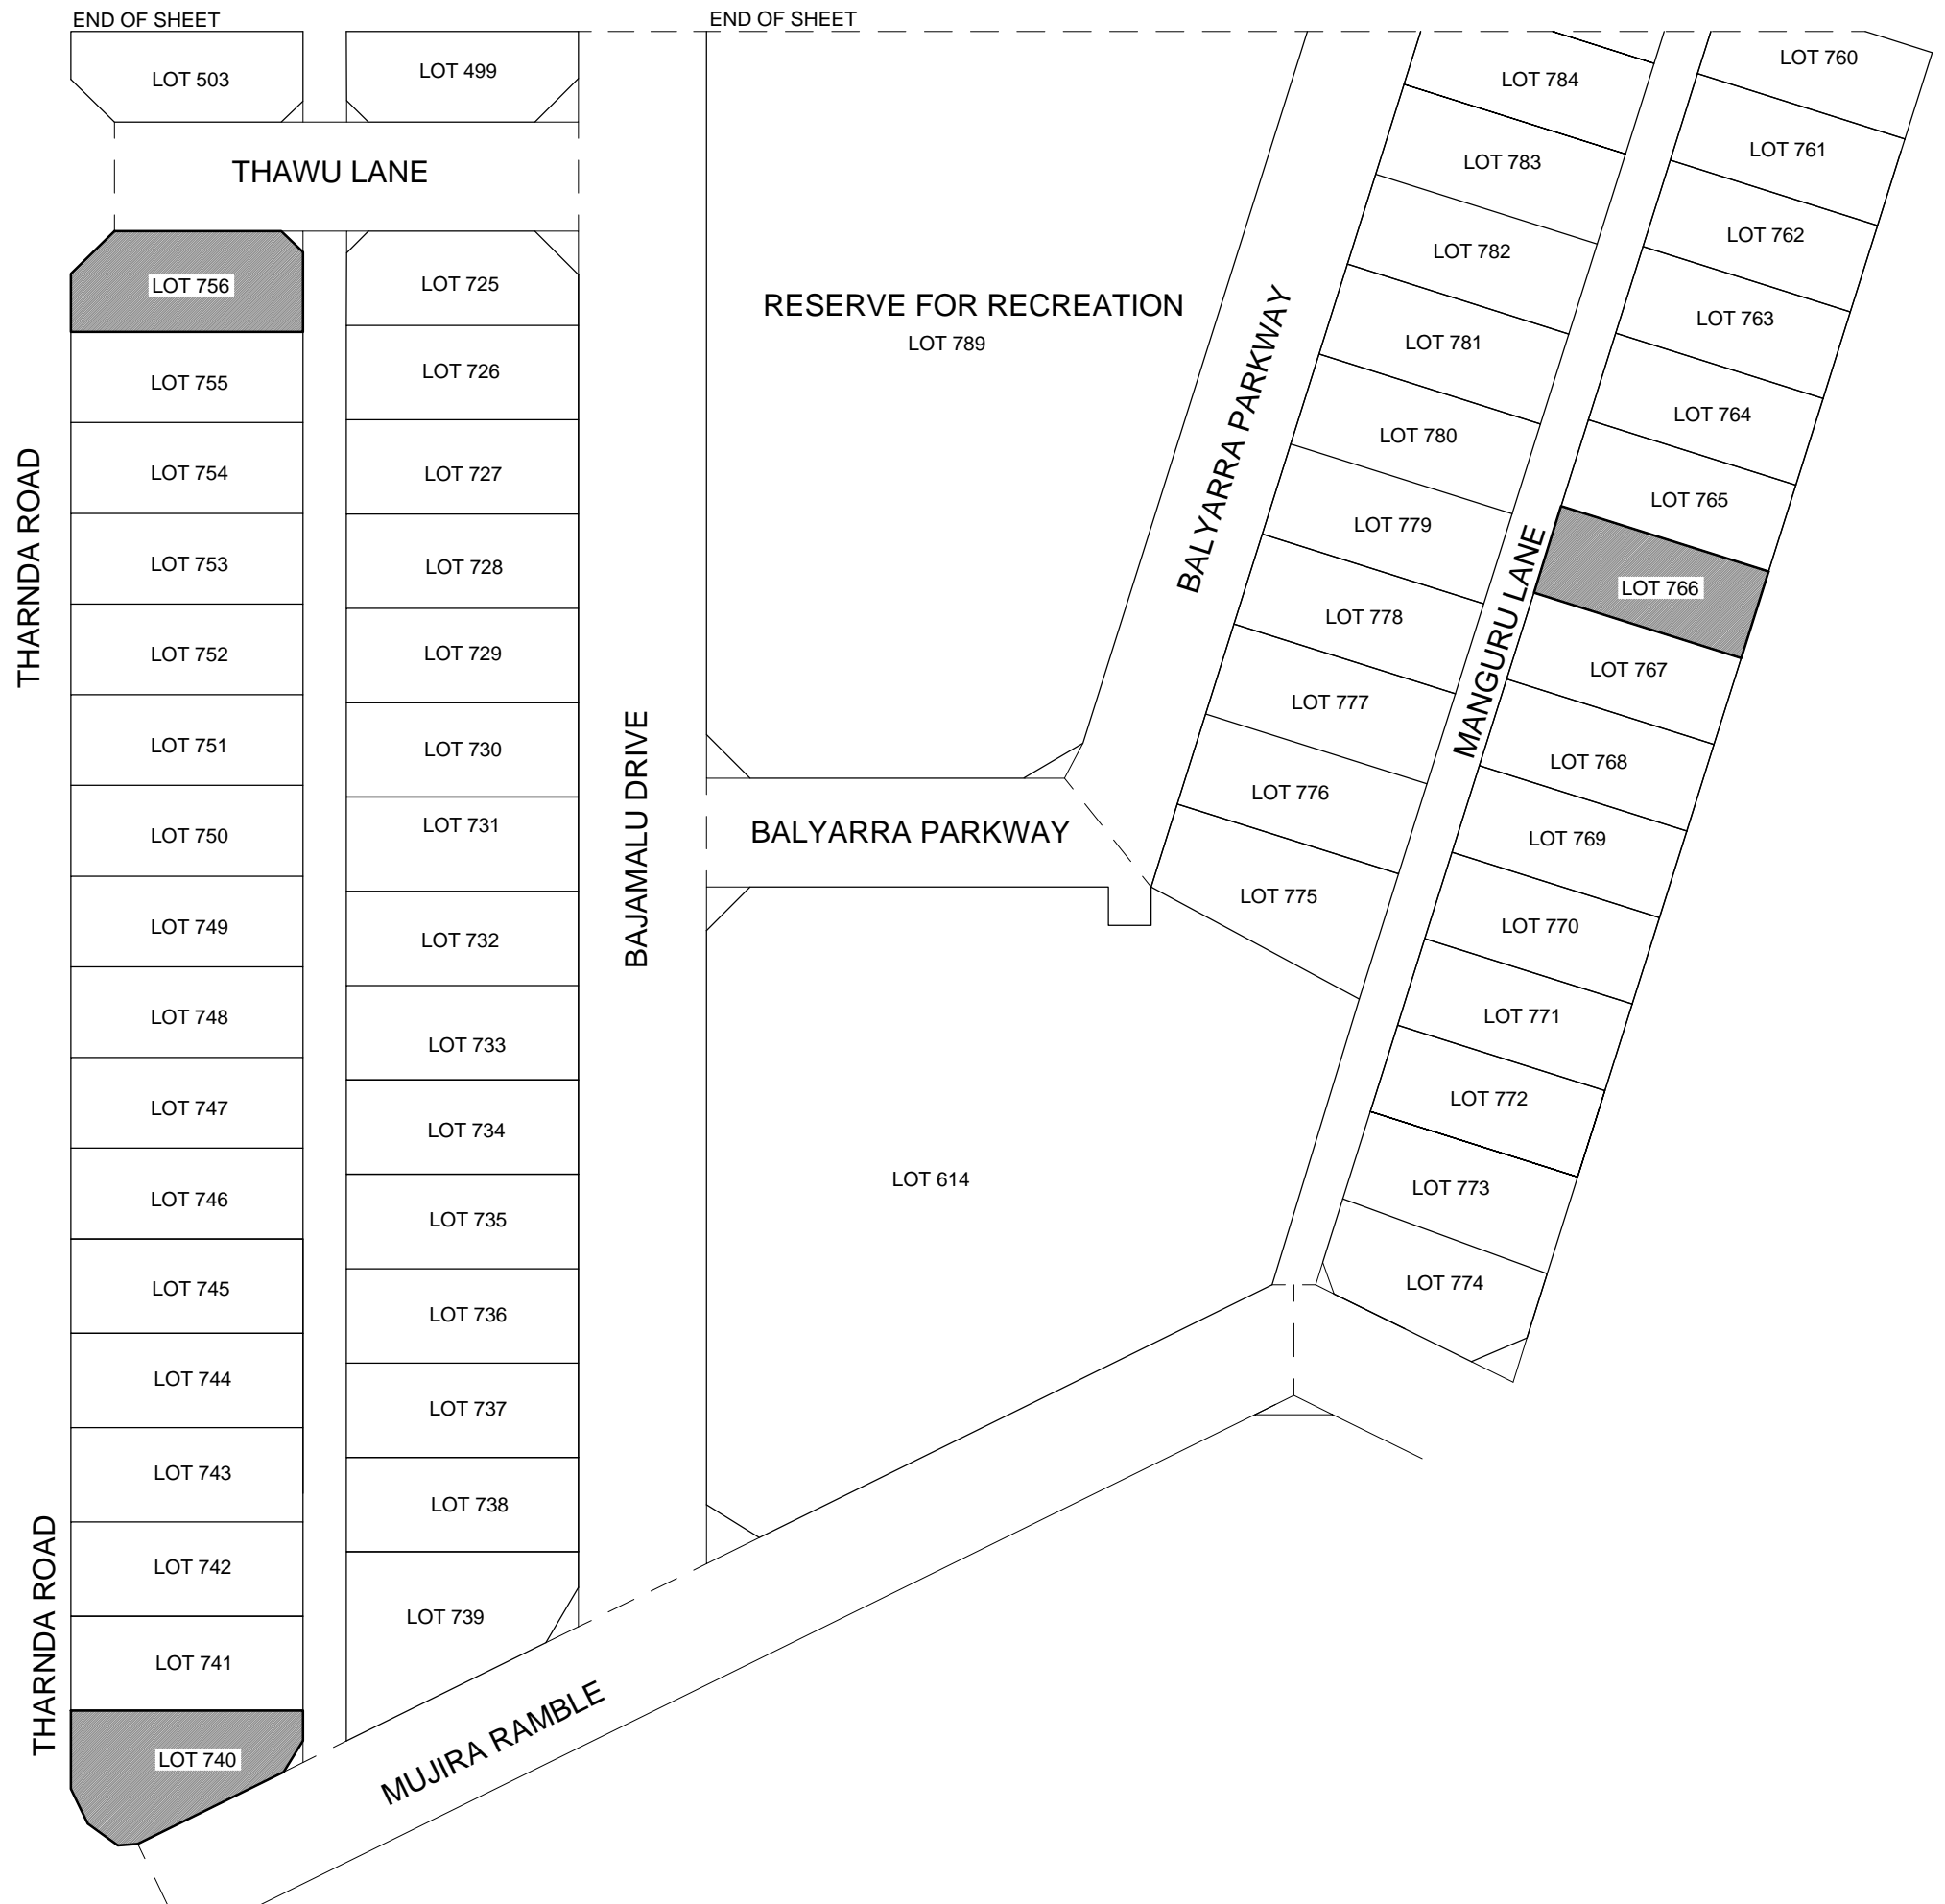 END OF SHEET
END OF SHEET
LOT 503
LOT 499
THAWU LANE
LOT 756
LOT 755
LOT 754
LOT 753
LOT 752
LOT 751
LOT 750
LOT 749
LOT 748
LOT 747
LOT 746
LOT 745
LOT 744
LOT 743
LOT 742
LOT 741
LOT 740
THARNDA ROAD
THARNDA ROAD
LOT 725
LOT 726
LOT 727
LOT 728
LOT 729
LOT 730
LOT 731
LOT 732
LOT 733
LOT 734
LOT 735
LOT 736
LOT 737
LOT 738
LOT 739
BAJAMALU DRIVE
RESERVE FOR RECREATION
LOT 789
BALYARRA PARKWAY
BALYARRA PARKWAY
LOT 614
MUJIRA RAMBLE
LOT 784
LOT 783
LOT 782
LOT 781
LOT 780
LOT 779
LOT 778
LOT 777
LOT 776
LOT 775
MANGURU LANE
LOT 760
LOT 761
LOT 762
LOT 763
LOT 764
LOT 765
LOT 766
LOT 767
LOT 768
LOT 769
LOT 770
LOT 771
LOT 772
LOT 773
LOT 774